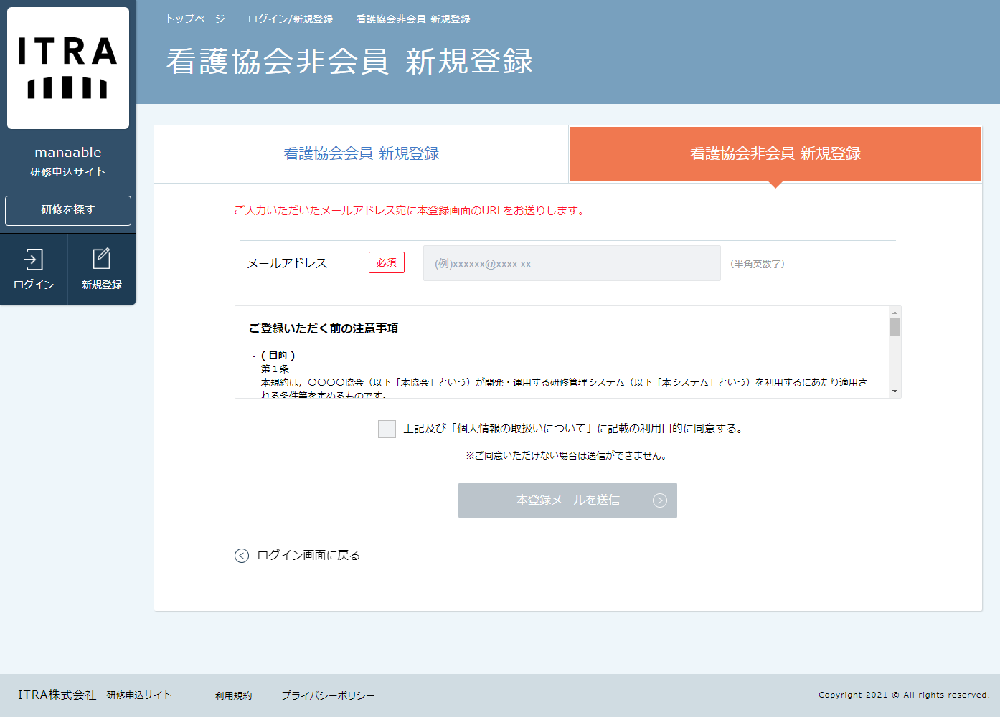 ITRA
manaable
研修申込サイト
研修を探す
ログイン
新規登録
トップページ － ログイン/新規登録 － 看護協会非会員 新規登録
看護協会非会員 新規登録
看護協会会員 新規登録
看護協会非会員 新規登録
ご入力いただいたメールアドレス宛に本登録画面のURLをお送りします。
メールアドレス 必須 (例)xxxxxx@xxxx.xx （半角英数字）
ご登録いただく前の注意事項
・( 目的 )
第１条
本規約は，〇〇〇〇協会（以下「本協会」という）が開発・運用する研修管理システム（以下「本システム」という）を利用するにあたり適用さ
れる条件等を定めるものです。
上記及び「個人情報の取扱いについて」に記載の利用目的に同意する。
※ご同意いただけない場合は送信ができません。
本登録メールを送信
ログイン画面に戻る
ITRA株式会社 研修申込サイト 利用規約 プライバシーポリシー Copyright 2021 © All rights reserved.